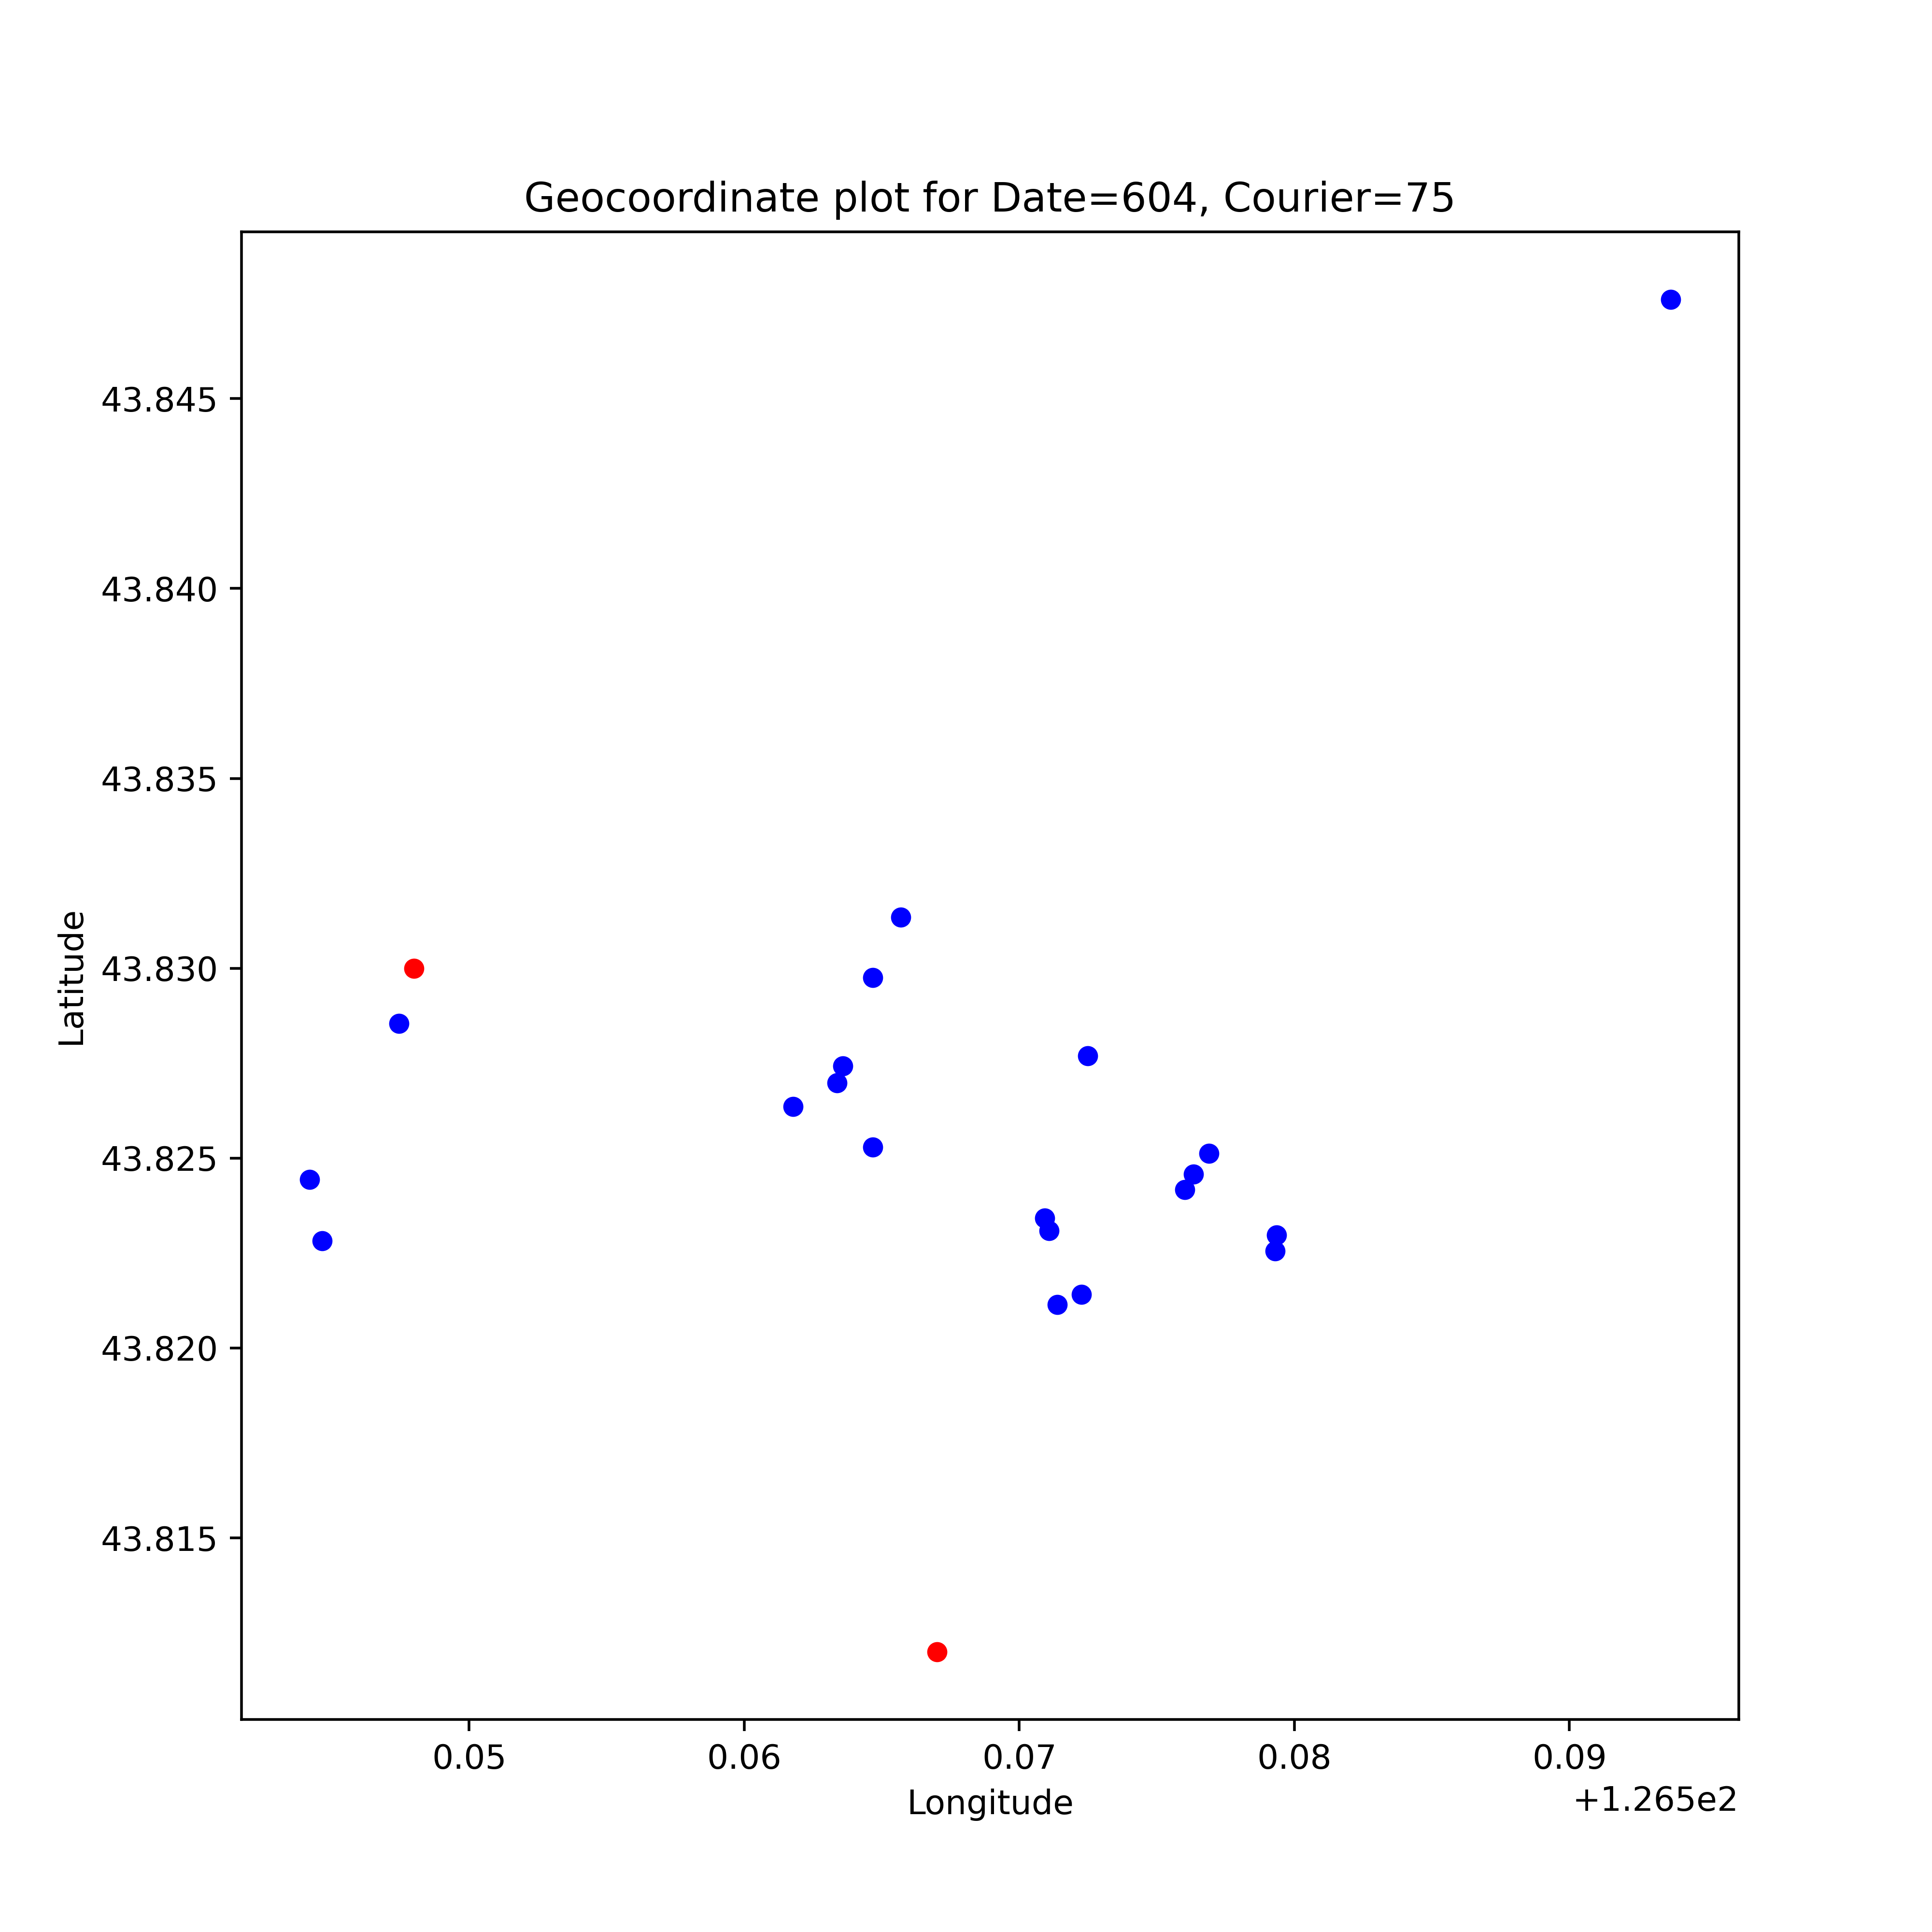 Geocoordinate plot for Date=604, Courier=75
43.845
43.840
43.835
43.830
43.825
43.820
43.815
Latitude
0.05 0.06 0.07 0.08 0.09
Longitude
+1.265e2